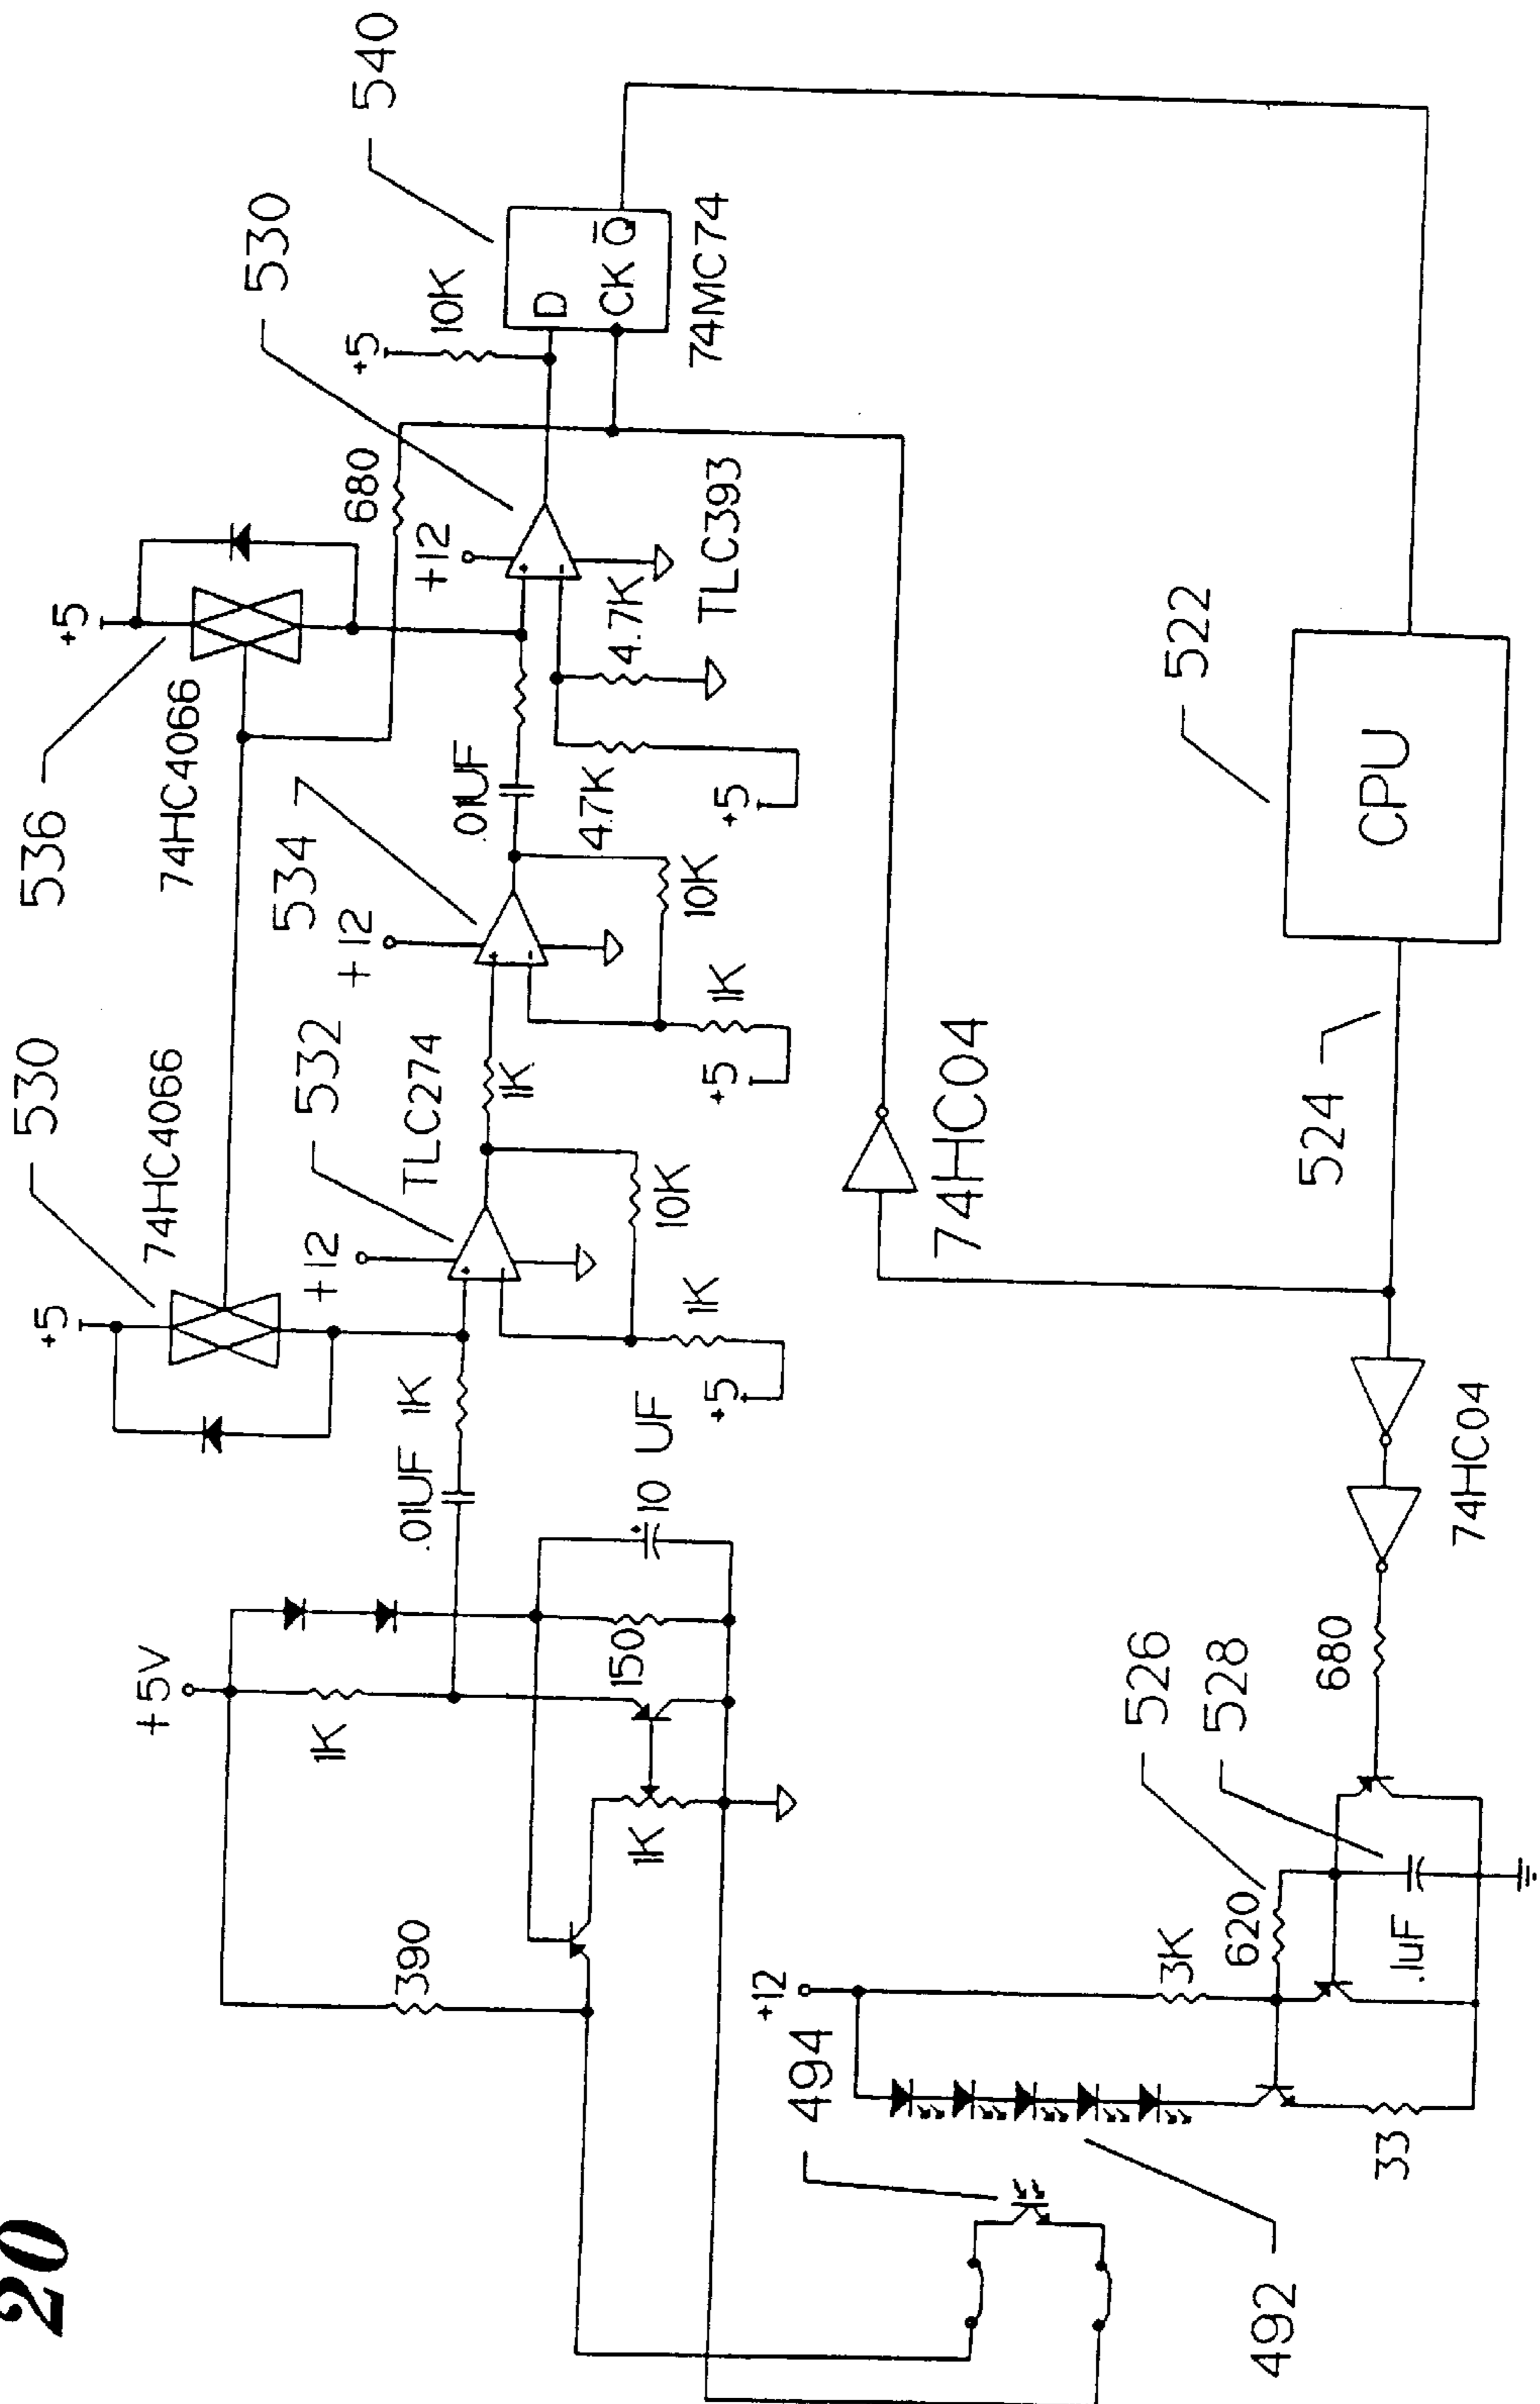 20
+5
530
74HC4066
+12
532
TLC274
.01UF
1K
10K
1K
+5
1K
+5
536
74HC4066
534
+12
.01UF
10K
1K
+5
47K
4.7K
+5
680
+12
530
TLC393
+5
10K
540
D
CK
Q̅
74MC74
+5V
1K
150
10 UF
1K
390
494
492
+12
3K
620
.1uF
33
526
528
680
74HC04
74HC04
524
CPU
522